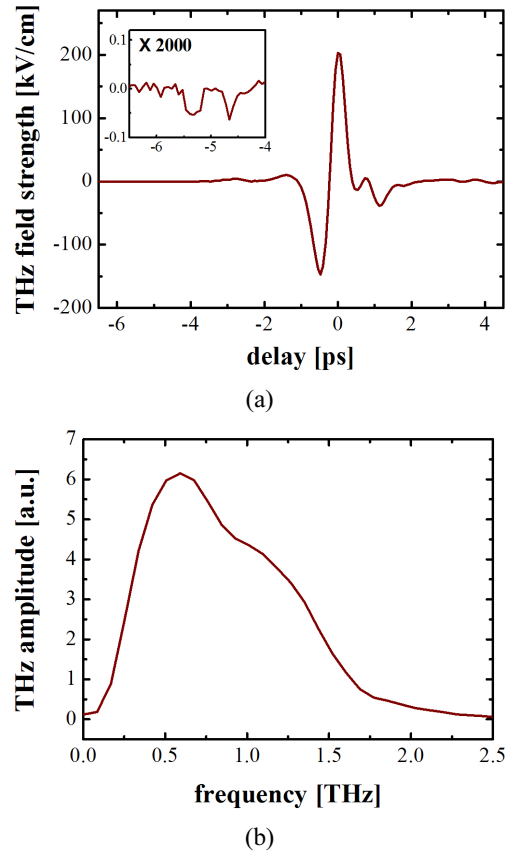 (a)
THz field strength [kV/cm]
200
100
0
-100
-200
X 2000
0.1
0.0
-0.1
-6 -5 -4
-6 -4 -2 0 2 4
delay [ps]
(b)
THz amplitude [a.u.]
7
6
5
4
3
2
1
0
0.0 0.5 1.0 1.5 2.0 2.5
frequency [THz]